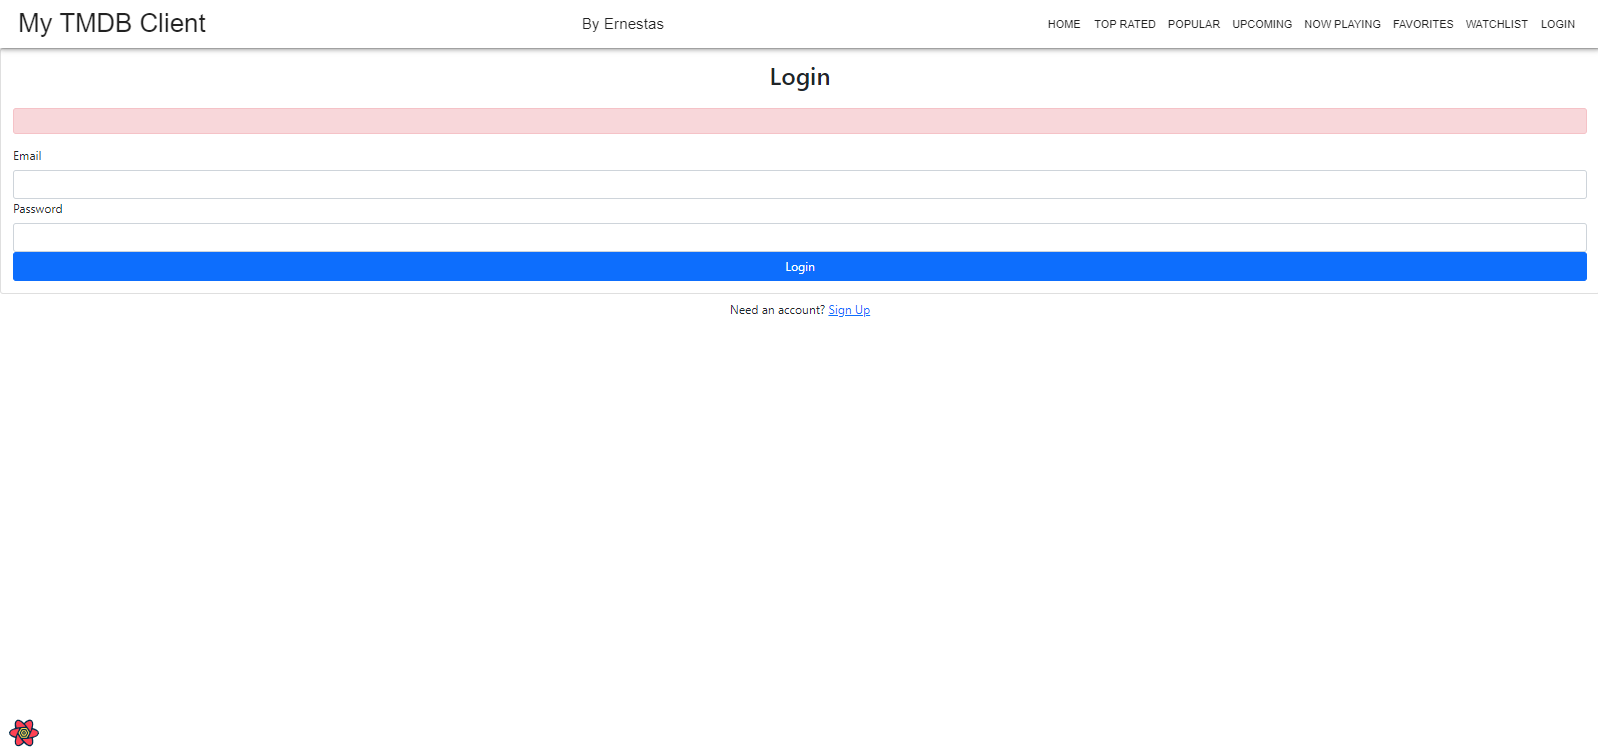 My TMDB Client
By Ernestas
HOME TOP RATED POPULAR UPCOMING NOW PLAYING FAVORITES WATCHLIST LOGIN
Login
Email
Password
Login
Need an account? Sign Up